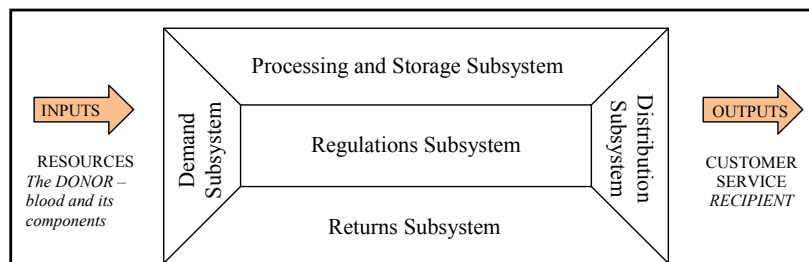 INPUTS
RESOURCES
The DONOR –
blood and its
components
Demand
Subsystem
Processing and Storage Subsystem
Regulations Subsystem
Returns Subsystem
Distribution
Subsystem
OUTPUTS
CUSTOMER
SERVICE
RECIPIENT